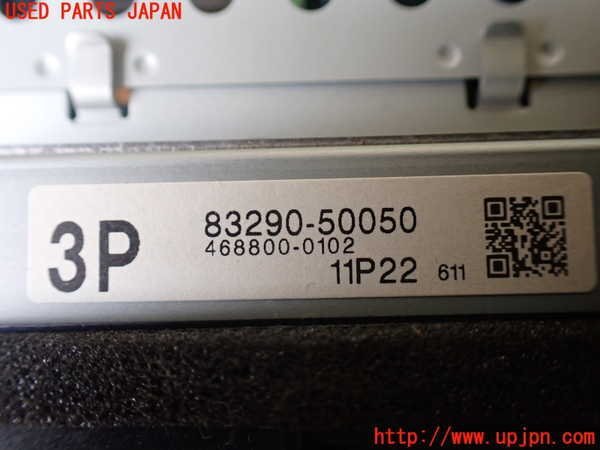 USED PARTS JAPAN
3P
83290-50050
468800-0102
11P22 611
http://www.upjpn.com/